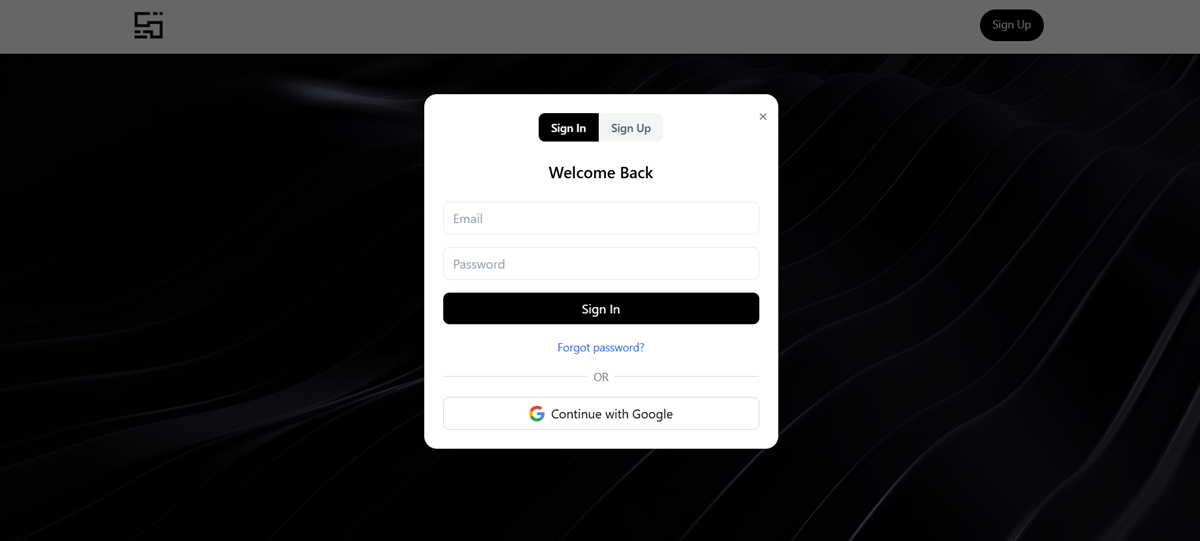 Sign Up
Sign In Sign Up
×
Welcome Back
Email
Password
Sign In
Forgot password?
OR
Continue with Google